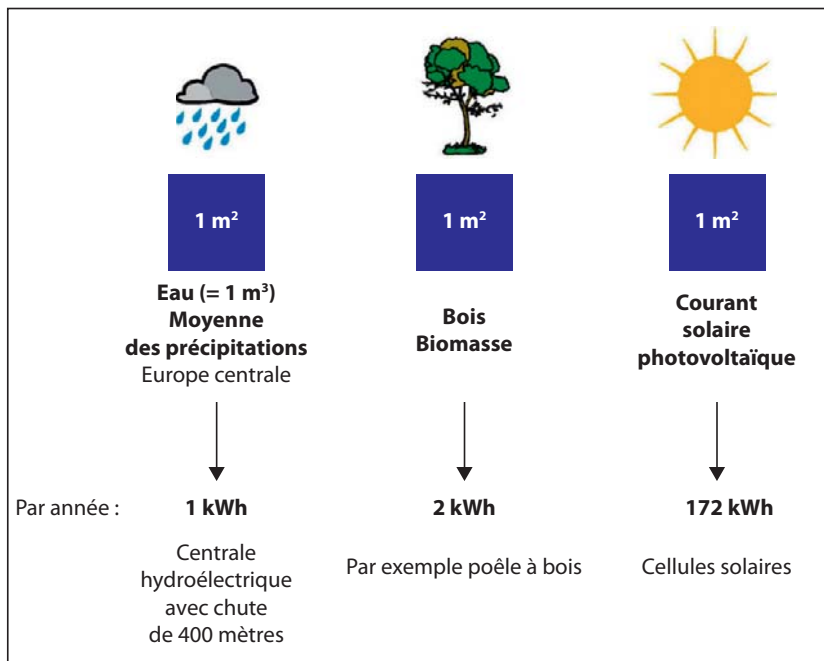 1 m²
1 m²
1 m²
Eau (= 1 m³)
Moyenne
des précipitations
Europe centrale
Bois
Biomasse
Courant
solaire
photovoltaïque
Par année :
1 kWh
2 kWh
172 kWh
Centrale
hydroélectrique
avec chute
de 400 mètres
Par exemple poêle à bois
Cellules solaires